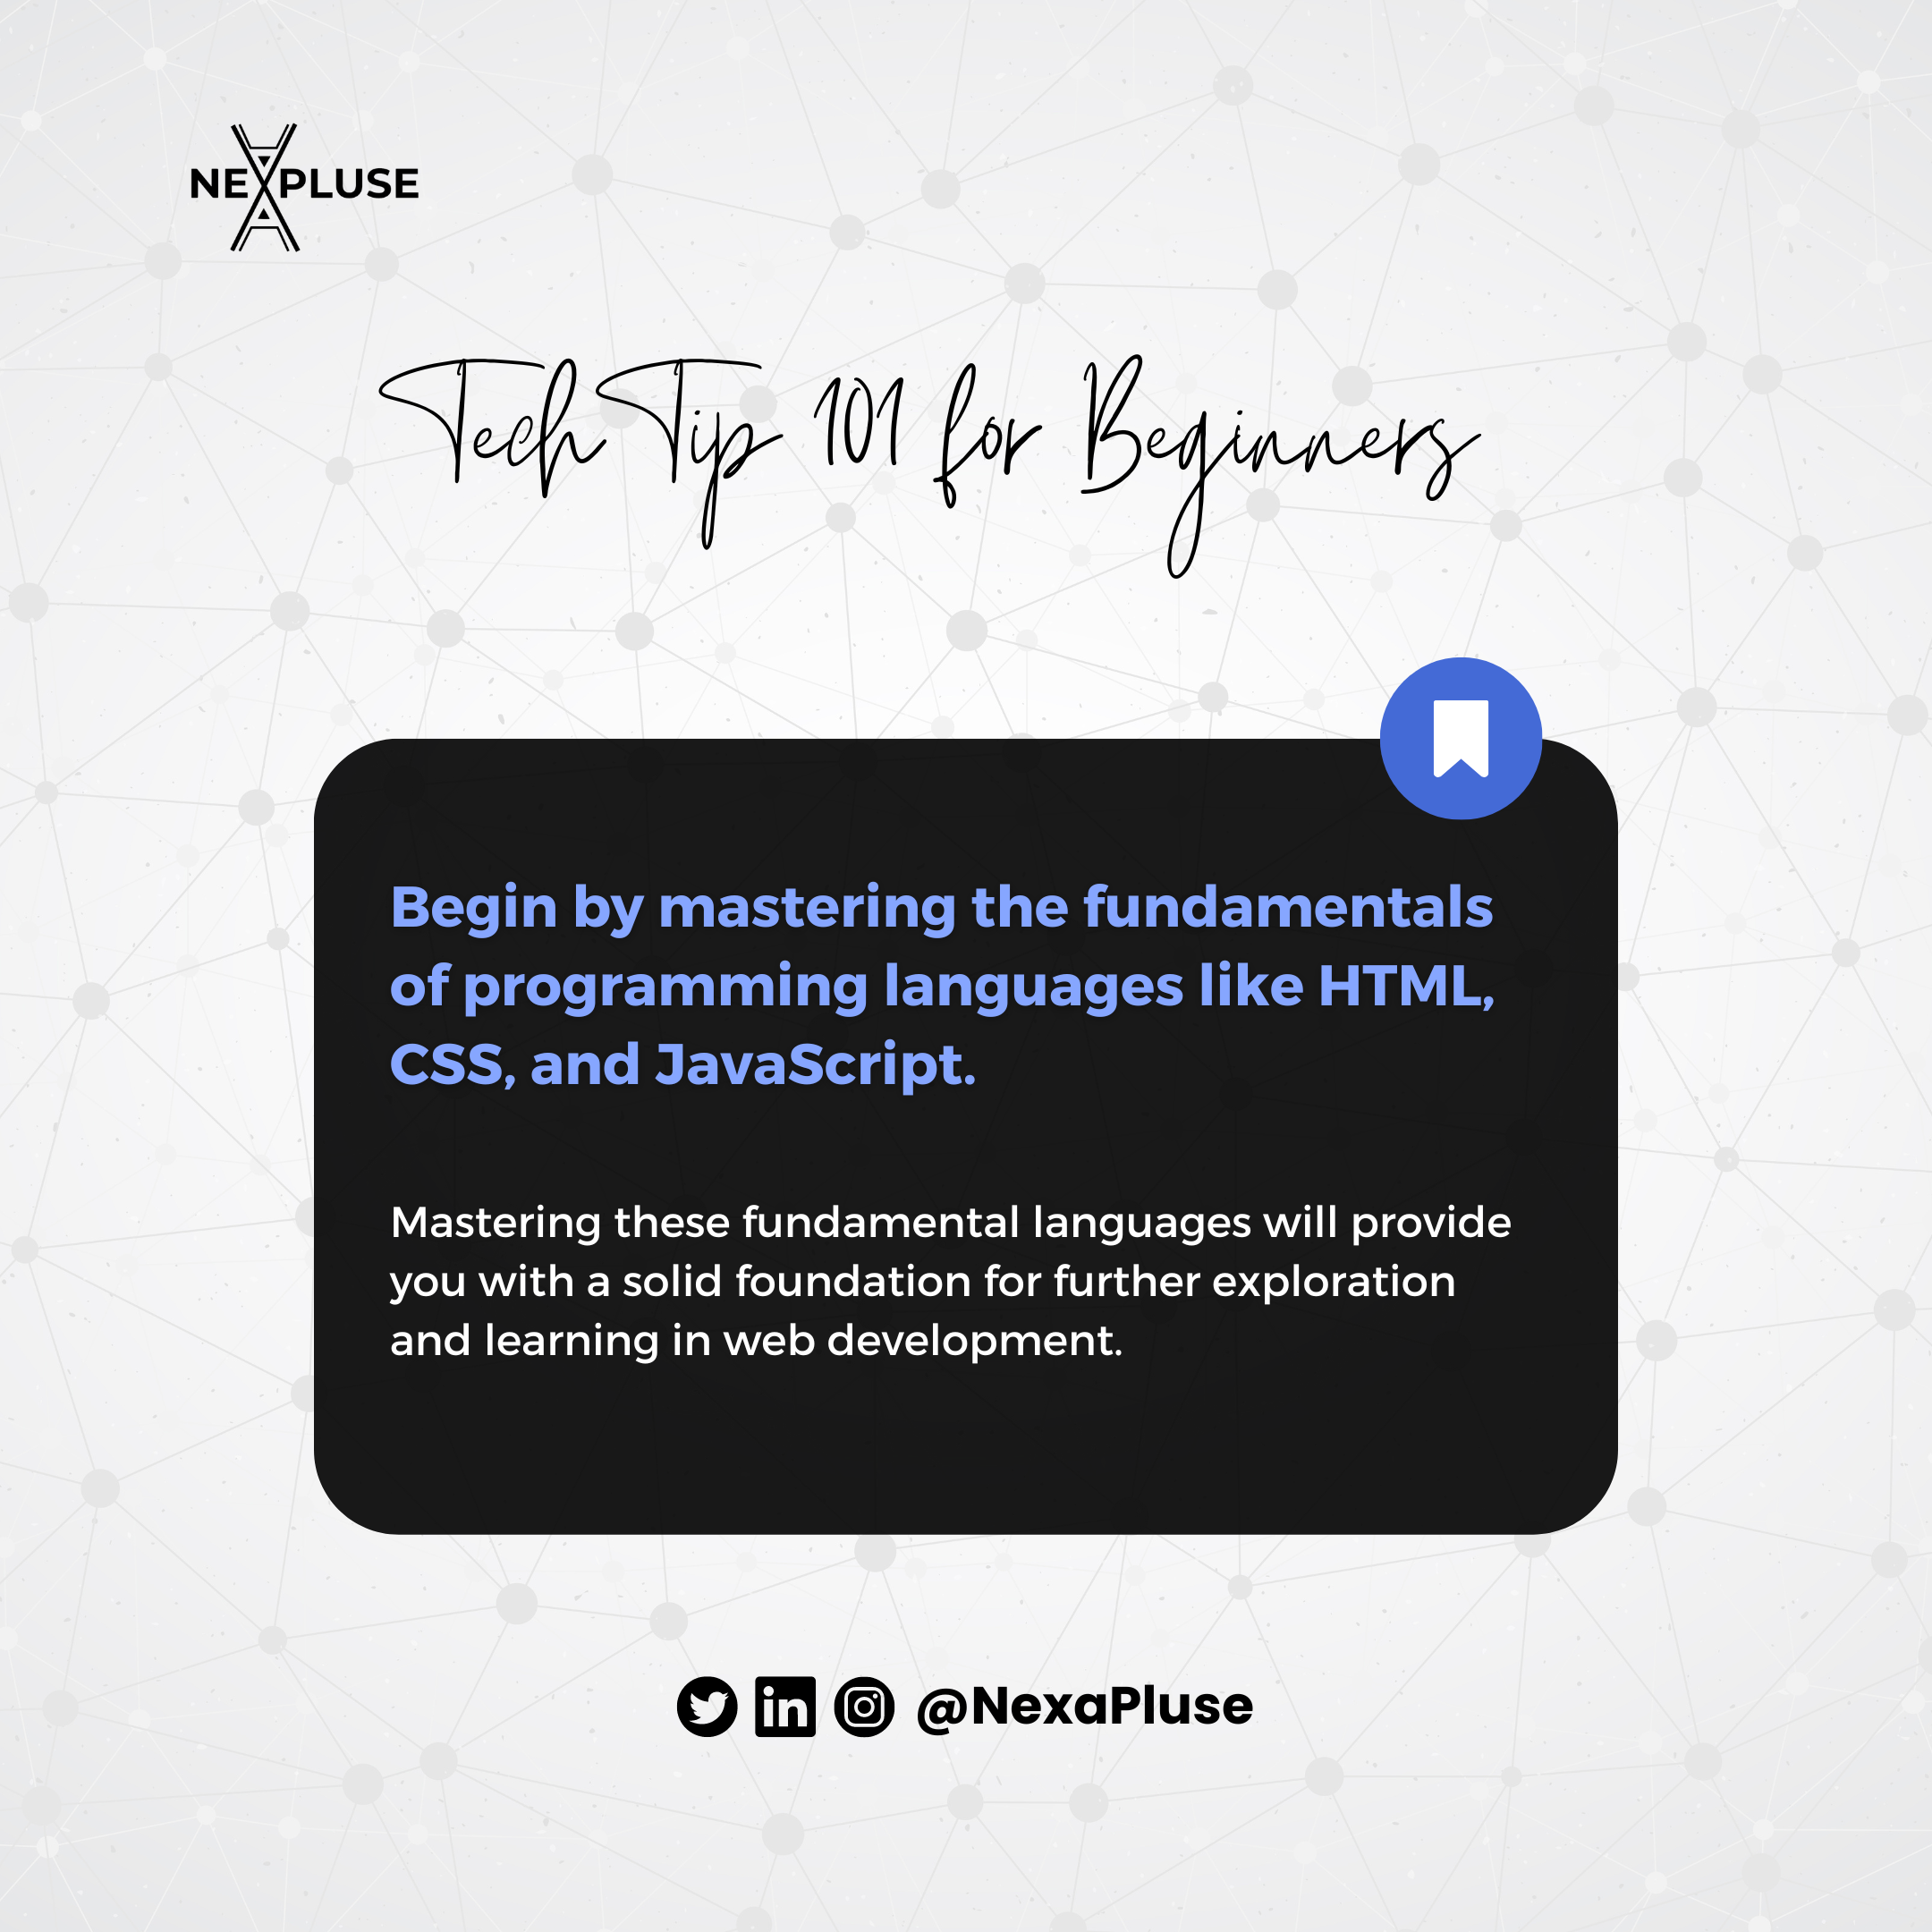 NEXPLUSE
Tech Tip 101 for Beginners
Begin by mastering the fundamentals
of programming languages like HTML,
CSS, and JavaScript.
Mastering these fundamental languages will provide
you with a solid foundation for further exploration
and learning in web development.
in @NexaPluse